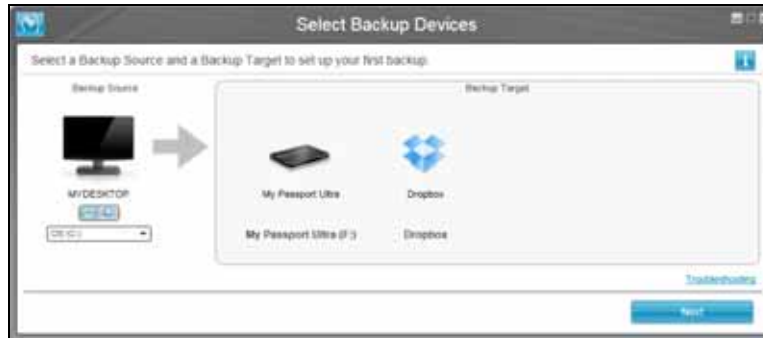 Select Backup Devices
Select a Backup Source and a Backup Target to set up your first backup.
Backup Source
Backup Target
MYDESKTOP
My Passport Ultra
Dropbox
OS (C:)
My Passport Ultra (F:)
Dropbox
Troubleshooting
Next